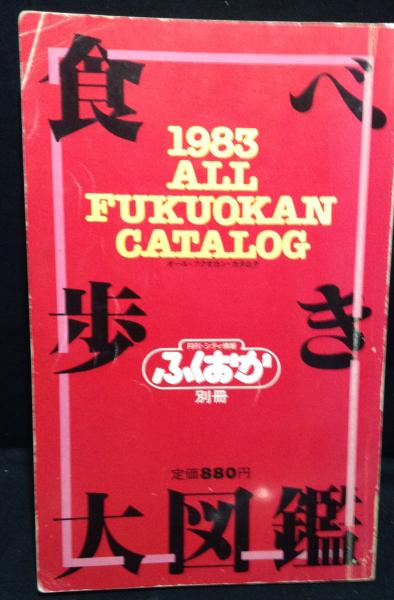 食べ
1983
ALL
FUKUOKAN
CATALOG
オール・フクオカン・カタログ
歩き
月刊・シティ情報
ふくおか
別冊
定価880円
大図鑑